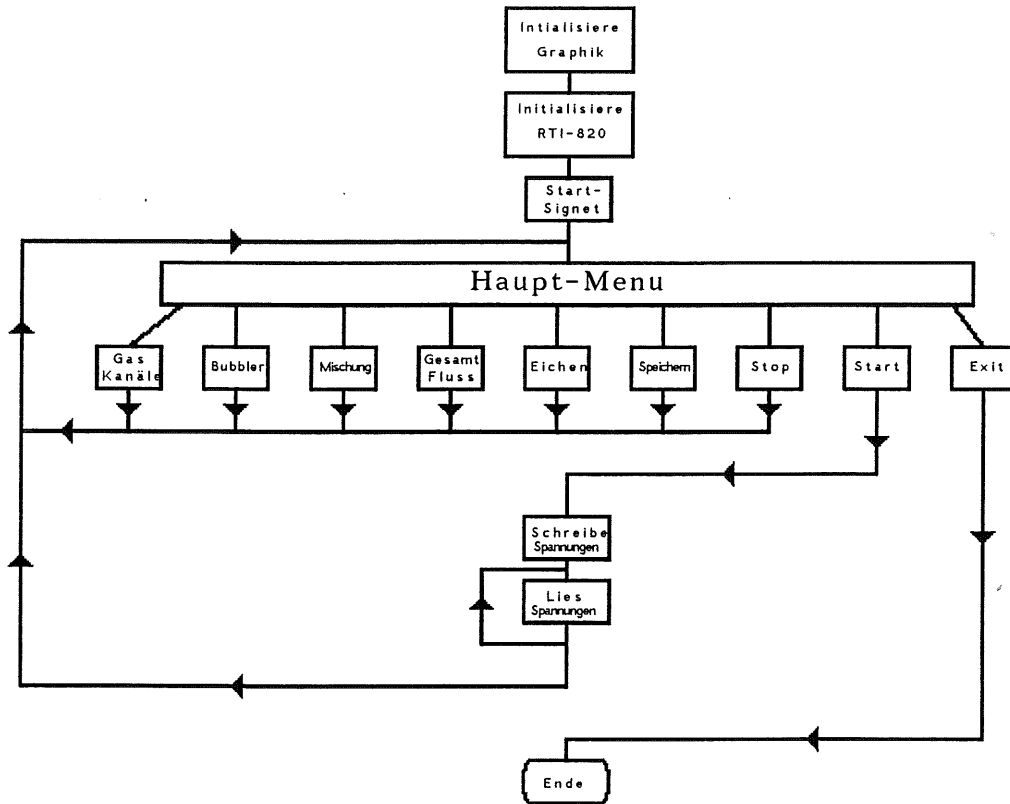 Intialisiere
Graphik
Initialisiere
RTI-820
Start-
Signet
Haupt-Menu
Gas
Kanäle
Bubbler
Mischung
Gesamt
Fluss
Eichen
Speichern
Stop
Start
Exit
Schreibe
Spannungen
Lies
Spannungen
Ende